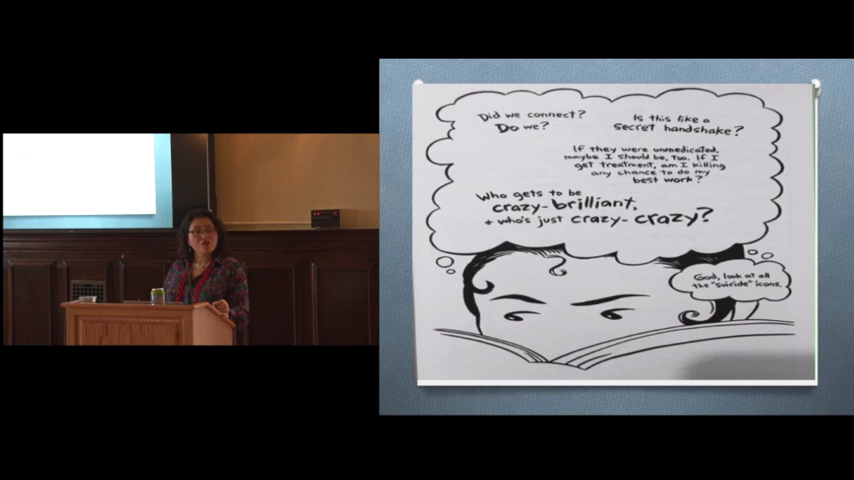 Did we connect?
Do we?
Is this like a
secret handshake?
If they were unmedicated,
maybe I should be, too. If I
get treatment, am I killing
any chance to do my
best work?
Who gets to be
crazy-brilliant,
+ who's just crazy-crazy?
God, look at all
the "suicide" icons.